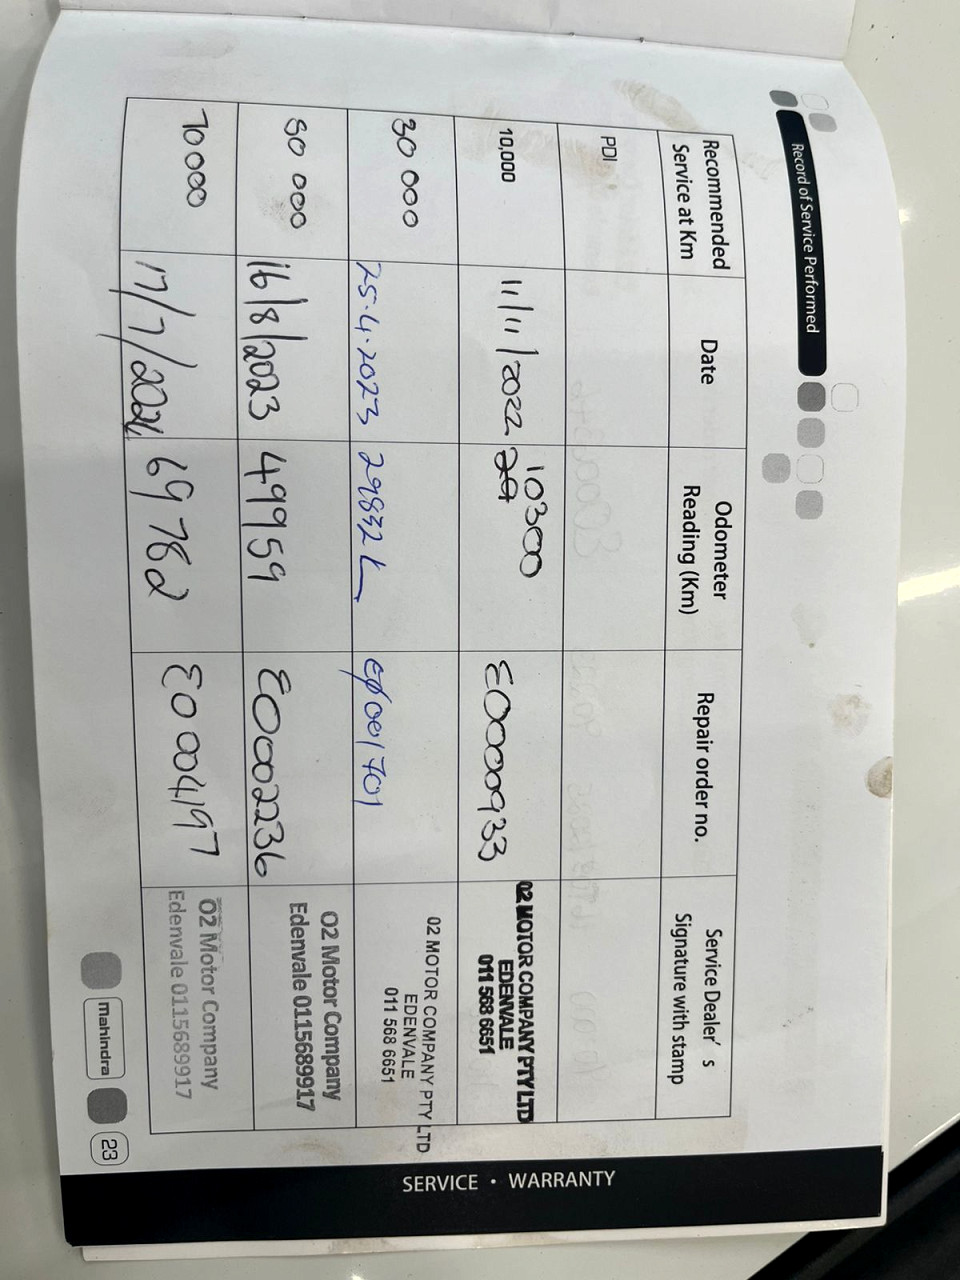 Record of Service Performed
Recommended Service at Km | Date | Odometer Reading (Km) | Repair order no. | Service Dealer' s Signature with stamp
PDI
10,000 | 11/11/2022 | 10300 | E0000933 | 02 MOTOR COMPANY PTY LTD EDENVALE 011 568 6651
30 000 | 25.4.2023 | 29832 | E0001701 | 02 MOTOR COMPANY PTY LTD EDENVALE 011 568 6651
50 000 | 16/8/2023 | 49959 | E0002236 | O2 Motor Company Edenvale 0115689917
70000 | 17/7/2024 | 69782 | E0004197 | O2 Motor Company Edenvale 0115689917
mahindra
23
SERVICE • WARRANTY